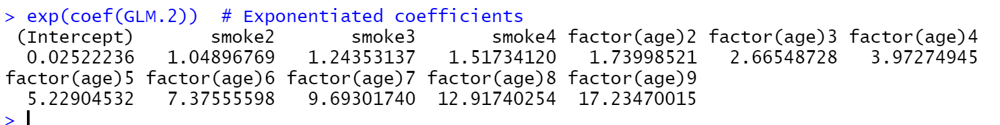 > exp(coef(GLM.2))  # Exponentiated coefficients
 (Intercept)       smoke2       smoke3       smoke4 factor(age)2 factor(age)3 factor(age)4
  0.02522236   1.04896769   1.24353137   1.51734120   1.73998521   2.66548728   3.97274945
factor(age)5 factor(age)6 factor(age)7 factor(age)8 factor(age)9
  5.22904532   7.37555598   9.69301740  12.91740254  17.23470015
>